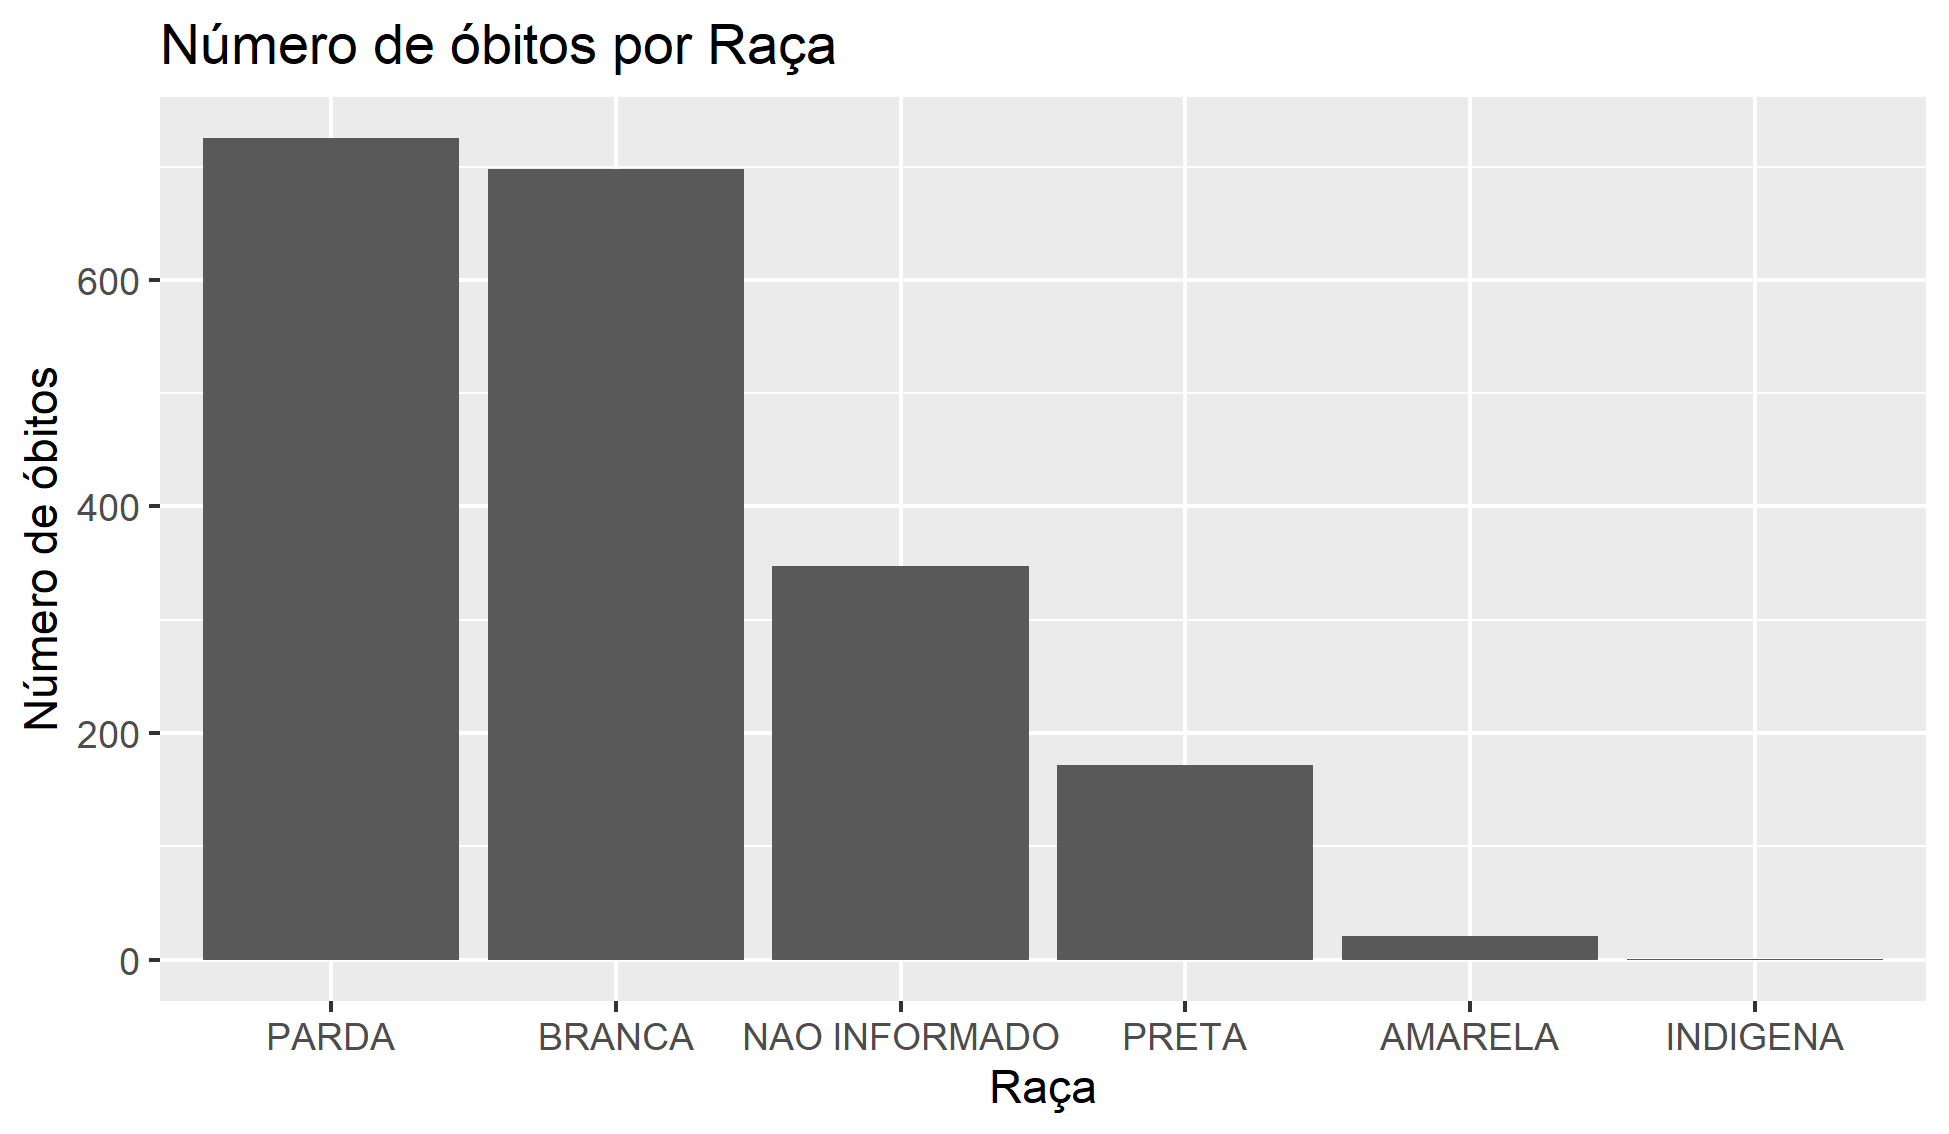 Número de óbitos por Raça
Número de óbitos
600
400
200
0
PARDA
BRANCA
NAO INFORMADO
PRETA
AMARELA
INDIGENA
Raça